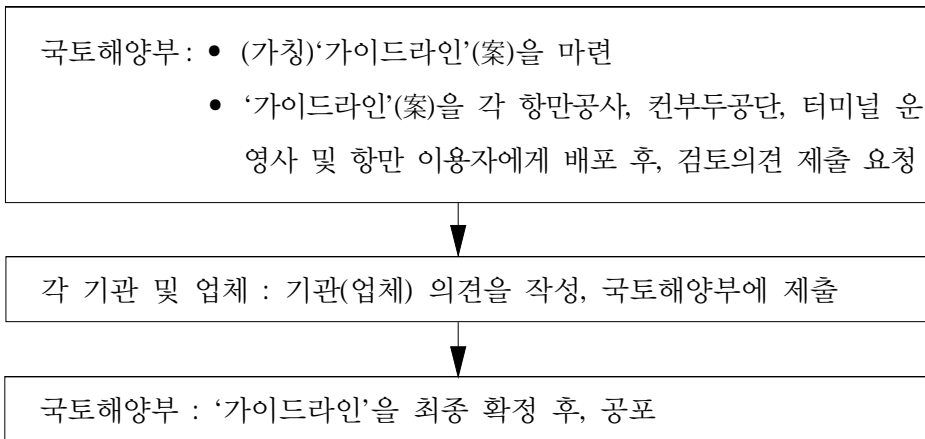 국토해양부 : • (가칭)‘가이드라인’(案)을 마련
• ‘가이드라인’(案)을 각 항만공사, 컨부두공단, 터미널 운
영사 및 항만 이용자에게 배포 후, 검토의견 제출 요청
각 기관 및 업체 : 기관(업체) 의견을 작성, 국토해양부에 제출
국토해양부 : ‘가이드라인’을 최종 확정 후, 공포